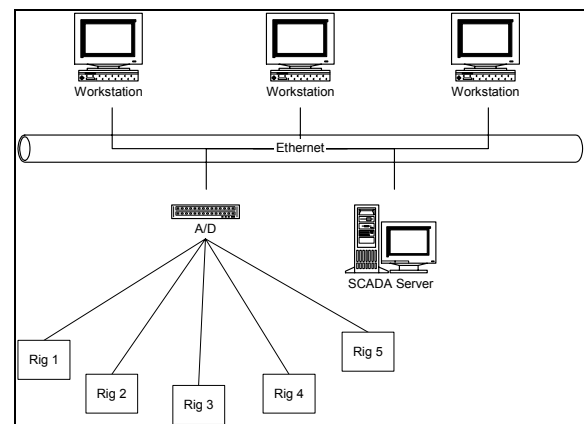 Workstation Workstation Workstation
Ethernet
A/D
SCADA Server
Rig 1
Rig 2
Rig 3
Rig 4
Rig 5